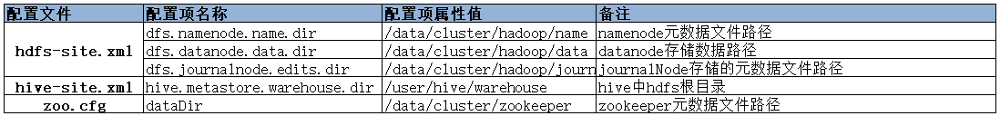 配置文件 配置项名称 配置项属性值 备注
dfs.namenode.name.dir /data/cluster/hadoop/name namenode元数据文件路径
hdfs-site.xml dfs.datanode.data.dir /data/cluster/hadoop/data datanode存储数据路径
dfs.journalnode.edits.dir /data/cluster/hadoop/journ journalNode存储的元数据文件路径
hive-site.xml hive.metastore.warehouse.dir /user/hive/warehouse hive中hdfs根目录
zoo.cfg dataDir /data/cluster/zookeeper zookeeper元数据文件路径